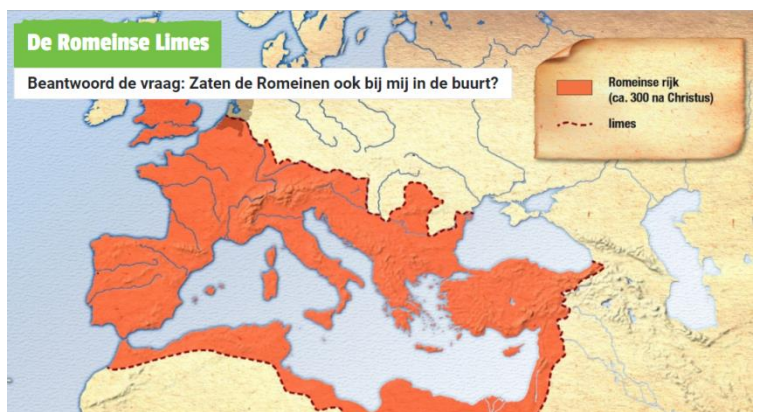 De Romeinse Limes
Beantwoord de vraag: Zaten de Romeinen ook bij mij in de buurt?
Romeinse rijk
(ca. 300 na Christus)
limes